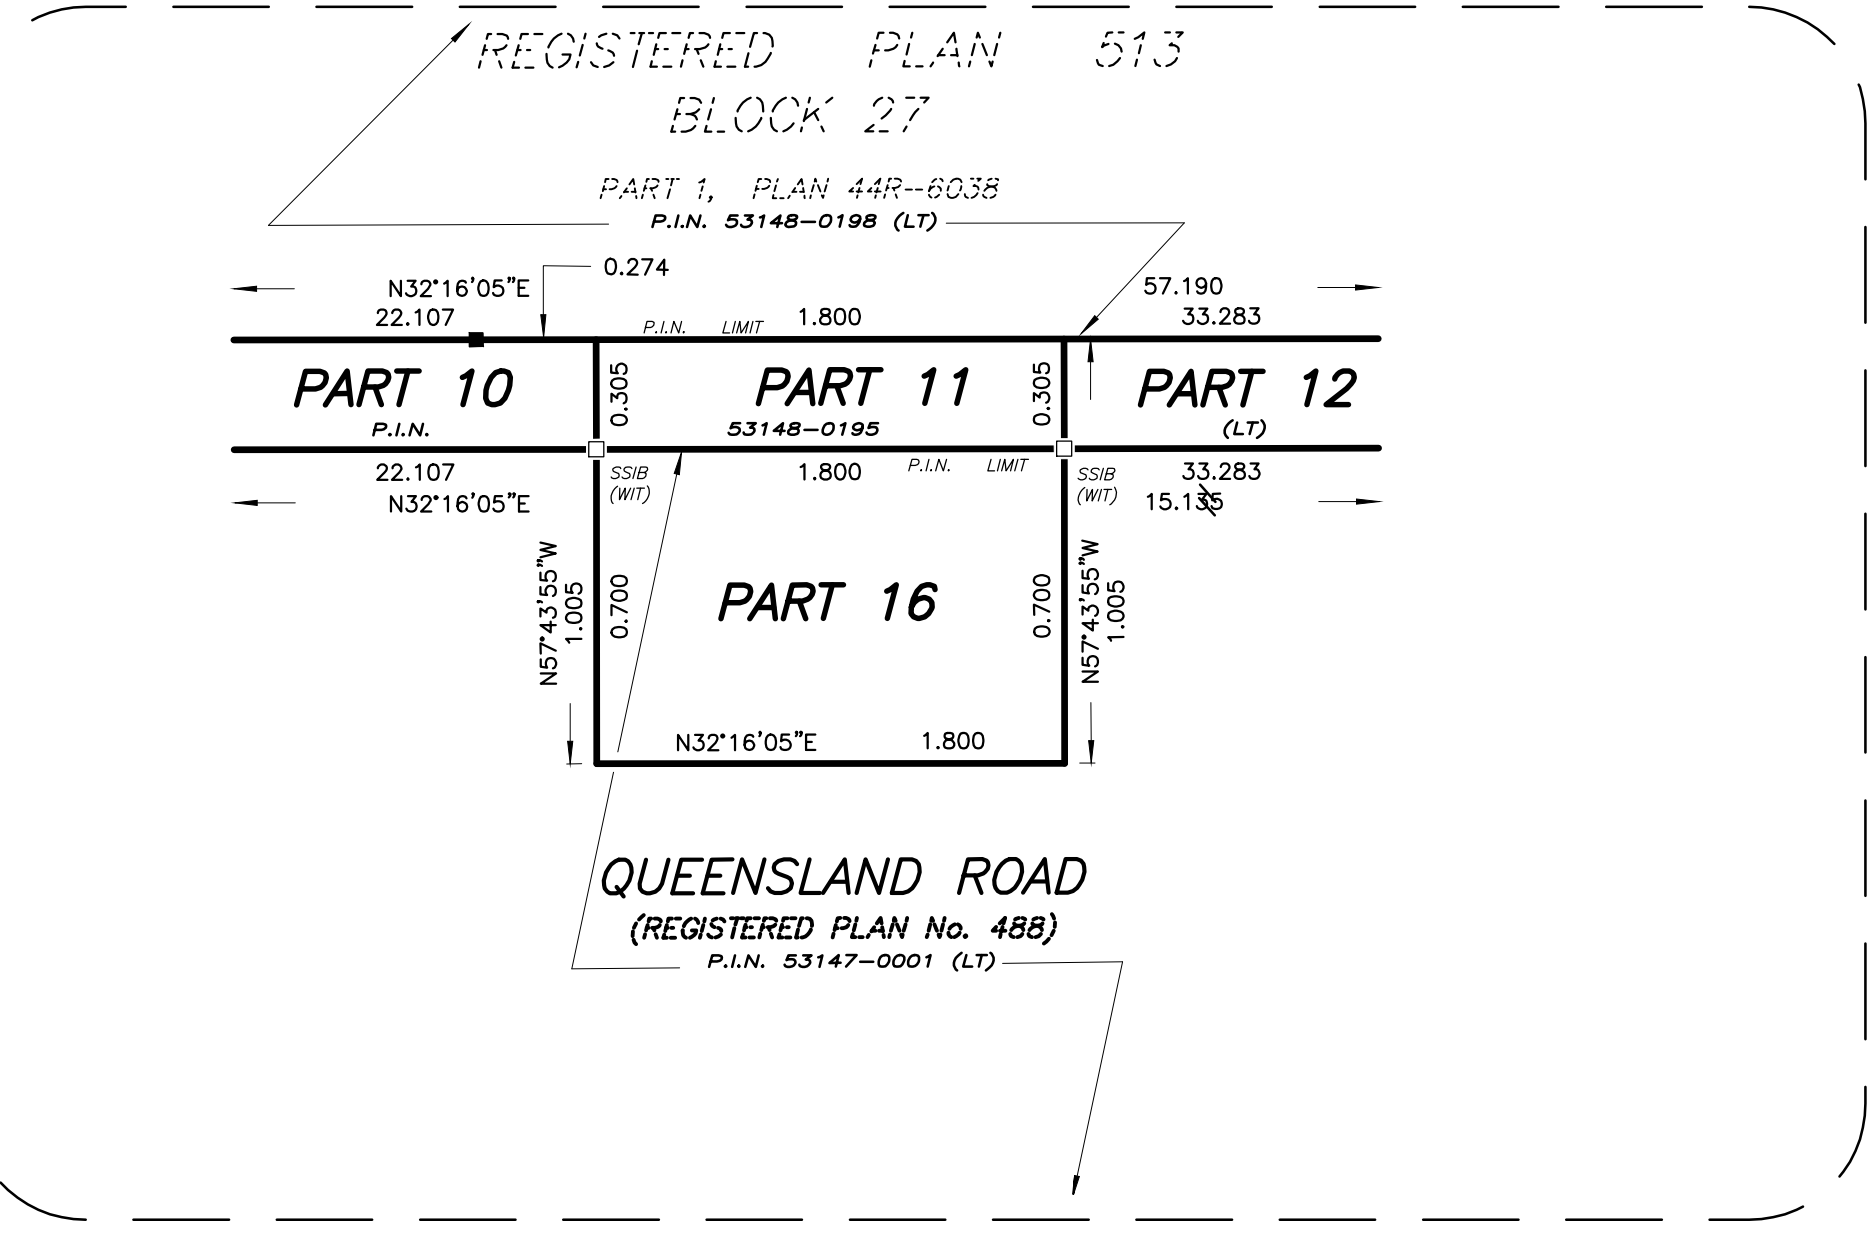 REGISTERED PLAN 513
BLOCK 27
PART 1, PLAN 44R--6038
P.I.N. 53148-0198 (LT)
0.274
N32°16'05"E
57.190
22.107
P.I.N. LIMIT
1.800
33.283
PART 10
0.305
PART 11
0.305
PART 12
P.I.N.
53148-0195
(LT)
22.107
SSIB
(WIT)
1.800
P.I.N. LIMIT
SSIB
(WIT)
33.283
N32°16'05"E
15.135
N57°43'55"W
1.005
0.700
PART 16
0.700
N57°43'55"W
1.005
N32°16'05"E 1.800
QUEENSLAND ROAD
(REGISTERED PLAN No. 488)
P.I.N. 53147-0001 (LT)